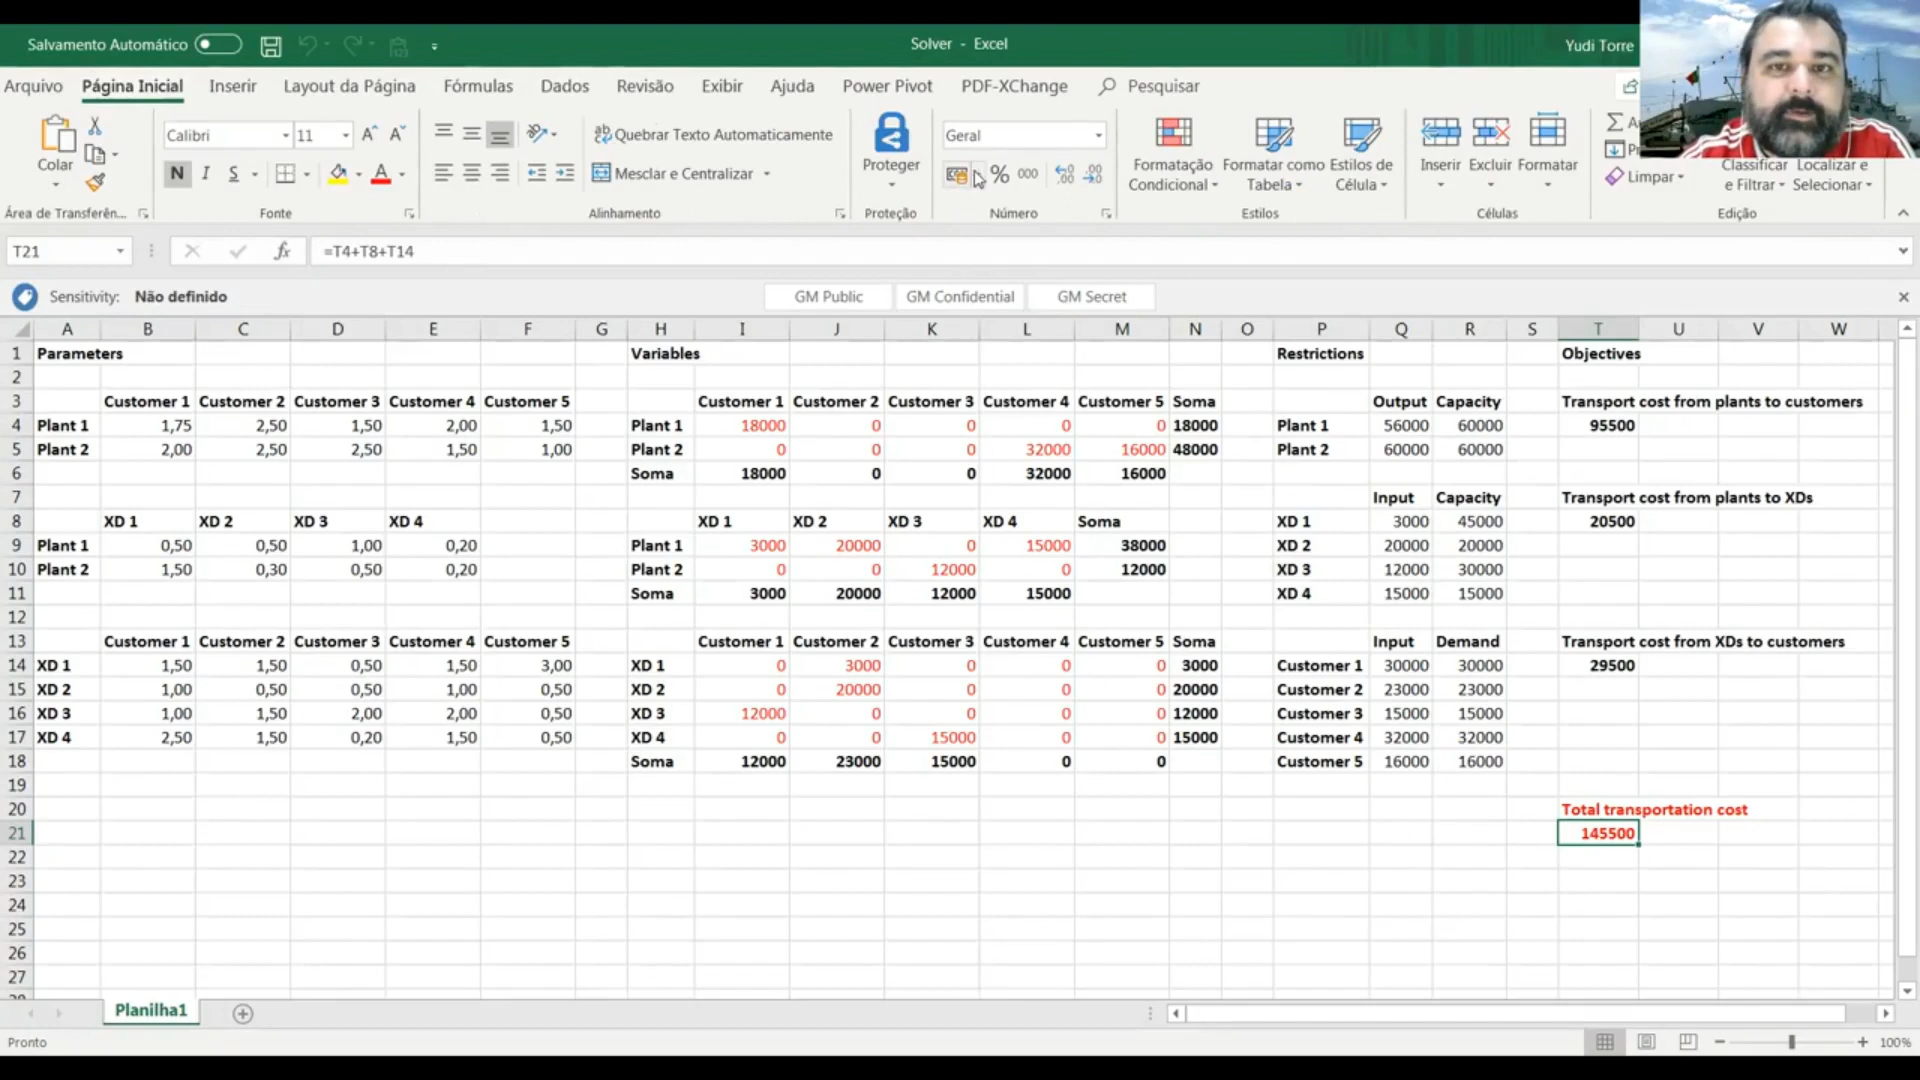 Salvamento Automático
Solver - Excel
Yudi Torre
Arquivo Página Inicial Inserir Layout da Página Fórmulas Dados Revisão Exibir Ajuda Power Pivot PDF-XChange Pesquisar
Colar
Calibri 11
N I S
Quebrar Texto Automaticamente
Mesclar e Centralizar
Proteger
Geral
% 000
Formatação Condicional
Formatar como Tabela
Estilos de Célula
Inserir Excluir Formatar
Limpar
Classificar e Filtrar
Localizar e Selecionar
Área de Transferên... Fonte Alinhamento Proteção Número Estilos Células Edição
T21 fx =T4+T8+T14
Sensitivity: Não definido GM Public GM Confidential GM Secret
A B C D E F G H I J K L M N O P Q R S T U V W
1 Parameters Variables Restrictions Objectives
2
3 Customer 1 Customer 2 Customer 3 Customer 4 Customer 5 Customer 1 Customer 2 Customer 3 Customer 4 Customer 5 Soma Output Capacity Transport cost from plants to customers
4 Plant 1 1,75 2,50 1,50 2,00 1,50 Plant 1 18000 0 0 0 0 18000 Plant 1 56000 60000 95500
5 Plant 2 2,00 2,50 2,50 1,50 1,00 Plant 2 0 0 0 32000 16000 48000 Plant 2 60000 60000
6 Soma 18000 0 0 32000 16000
7 Input Capacity Transport cost from plants to XDs
8 XD 1 XD 2 XD 3 XD 4 XD 1 XD 2 XD 3 XD 4 Soma XD 1 3000 45000 20500
9 Plant 1 0,50 0,50 1,00 0,20 Plant 1 3000 20000 0 15000 38000 XD 2 20000 20000
10 Plant 2 1,50 0,30 0,50 0,20 Plant 2 0 0 12000 0 12000 XD 3 12000 30000
11 Soma 3000 20000 12000 15000 XD 4 15000 15000
12
13 Customer 1 Customer 2 Customer 3 Customer 4 Customer 5 Customer 1 Customer 2 Customer 3 Customer 4 Customer 5 Soma Input Demand Transport cost from XDs to customers
14 XD 1 1,50 1,50 0,50 1,50 3,00 XD 1 0 3000 0 0 0 3000 Customer 1 30000 30000 29500
15 XD 2 1,00 0,50 0,50 1,00 0,50 XD 2 0 20000 0 0 0 20000 Customer 2 23000 23000
16 XD 3 1,00 1,50 2,00 2,00 0,50 XD 3 12000 0 0 0 0 12000 Customer 3 15000 15000
17 XD 4 2,50 1,50 0,20 1,50 0,50 XD 4 0 0 15000 0 0 15000 Customer 4 32000 32000
18 Soma 12000 23000 15000 0 0 Customer 5 16000 16000
19
20 Total transportation cost
21 145500
22
23
24
25
26
27
Planilha1
Pronto 100%